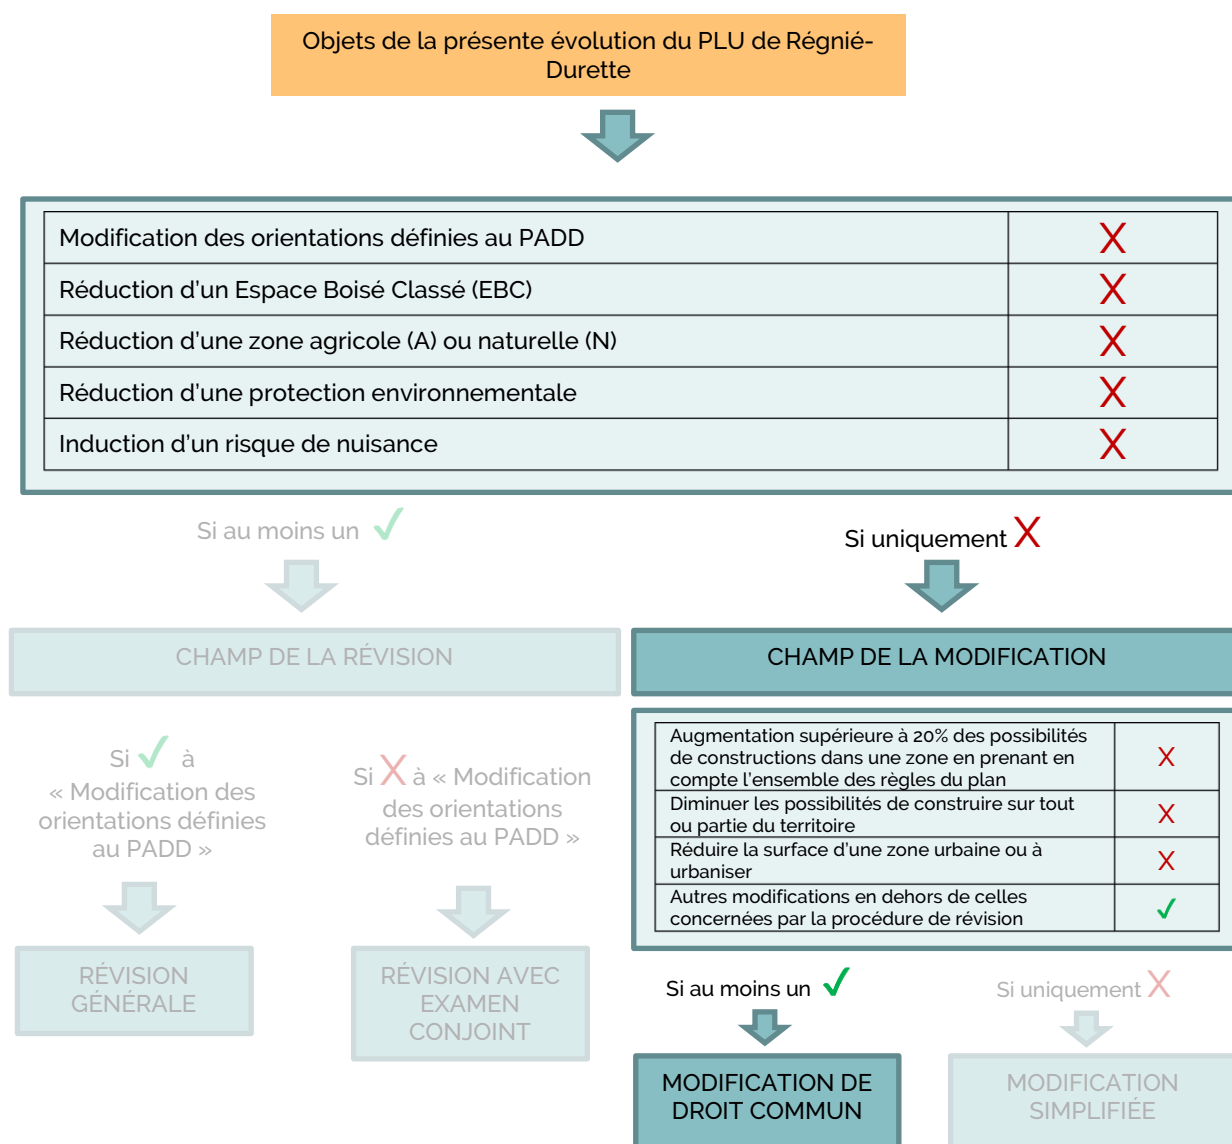 Objets de la présente évolution du PLU de Régnié-
Durette
Modification des orientations définies au PADD X
Réduction d'un Espace Boisé Classé (EBC) X
Réduction d'une zone agricole (A) ou naturelle (N) X
Réduction d'une protection environnementale X
Induction d'un risque de nuisance X
Si au moins un ✓
Si uniquement X
CHAMP DE LA RÉVISION
CHAMP DE LA MODIFICATION
Si ✓ à
« Modification des
orientations définies
au PADD »
Si X à « Modification
des orientations
définies au PADD »
Augmentation supérieure à 20% des possibilités
de constructions dans une zone en prenant en
compte l'ensemble des règles du plan X
Diminuer les possibilités de construire sur tout
ou partie du territoire X
Réduire la surface d'une zone urbaine ou à
urbaniser X
Autres modifications en dehors de celles
concernées par la procédure de révision ✓
RÉVISION
GÉNÉRALE
RÉVISION AVEC
EXAMEN
CONJOINT
Si au moins un ✓
Si uniquement X
MODIFICATION DE
DROIT COMMUN
MODIFICATION
SIMPLIFIÉE